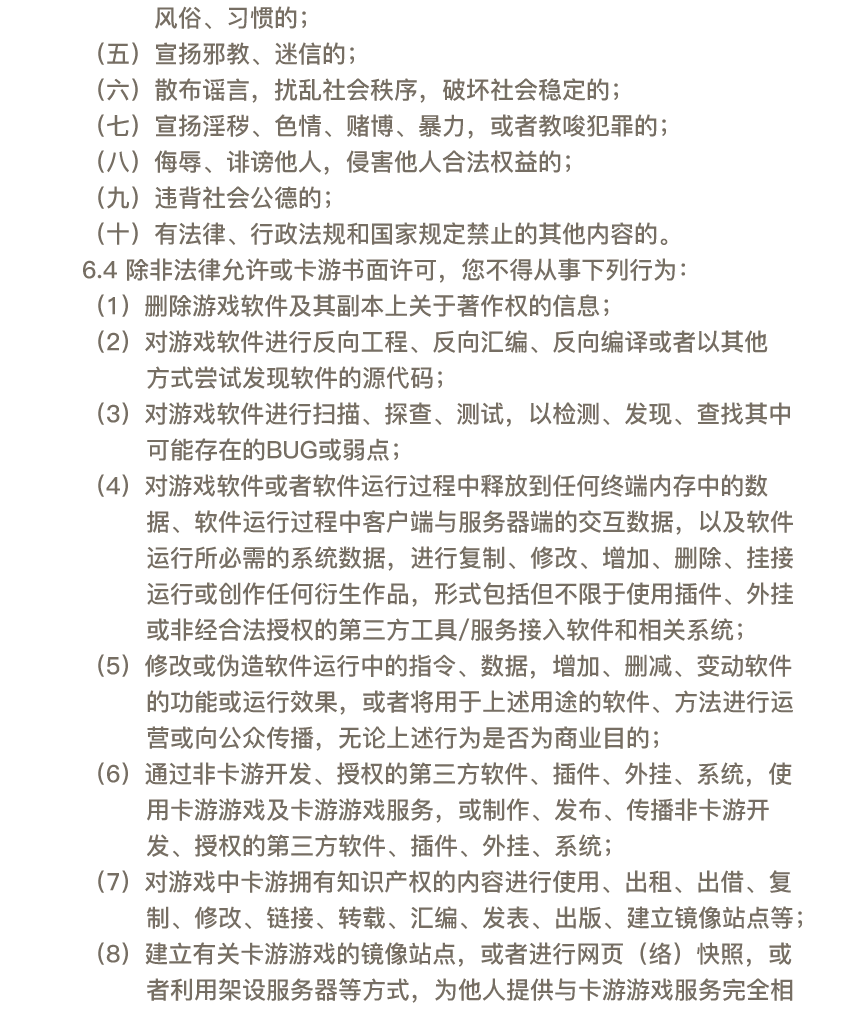 风俗、习惯的；
（五）宣扬邪教、迷信的；
（六）散布谣言，扰乱社会秩序，破坏社会稳定的；
（七）宣扬淫秽、色情、赌博、暴力，或者教唆犯罪的；
（八）侮辱、诽谤他人，侵害他人合法权益的；
（九）违背社会公德的；
（十）有法律、行政法规和国家规定禁止的其他内容的。
6.4 除非法律允许或卡游书面许可，您不得从事下列行为：
（1）删除游戏软件及其副本上关于著作权的信息；
（2）对游戏软件进行反向工程、反向汇编、反向编译或者以其他
方式尝试发现软件的源代码；
（3）对游戏软件进行扫描、探查、测试，以检测、发现、查找其中
可能存在的BUG或弱点；
（4）对游戏软件或者软件运行过程中释放到任何终端内存中的数
据、软件运行过程中客户端与服务器端的交互数据，以及软件
运行所必需的系统数据，进行复制、修改、增加、删除、挂接
运行或创作任何衍生作品，形式包括但不限于使用插件、外挂
或非经合法授权的第三方工具/服务接入软件和相关系统；
（5）修改或伪造软件运行中的指令、数据，增加、删减、变动软件
的功能或运行效果，或者将用于上述用途的软件、方法进行运
营或向公众传播，无论上述行为是否为商业目的；
（6）通过非卡游开发、授权的第三方软件、插件、外挂、系统，使
用卡游游戏及卡游游戏服务，或制作、发布、传播非卡游开
发、授权的第三方软件、插件、外挂、系统；
（7）对游戏中卡游拥有知识产权的内容进行使用、出租、出借、复
制、修改、链接、转载、汇编、发表、出版、建立镜像站点等；
（8）建立有关卡游游戏的镜像站点，或者进行网页（络）快照，或
者利用架设服务器等方式，为他人提供与卡游游戏服务完全相